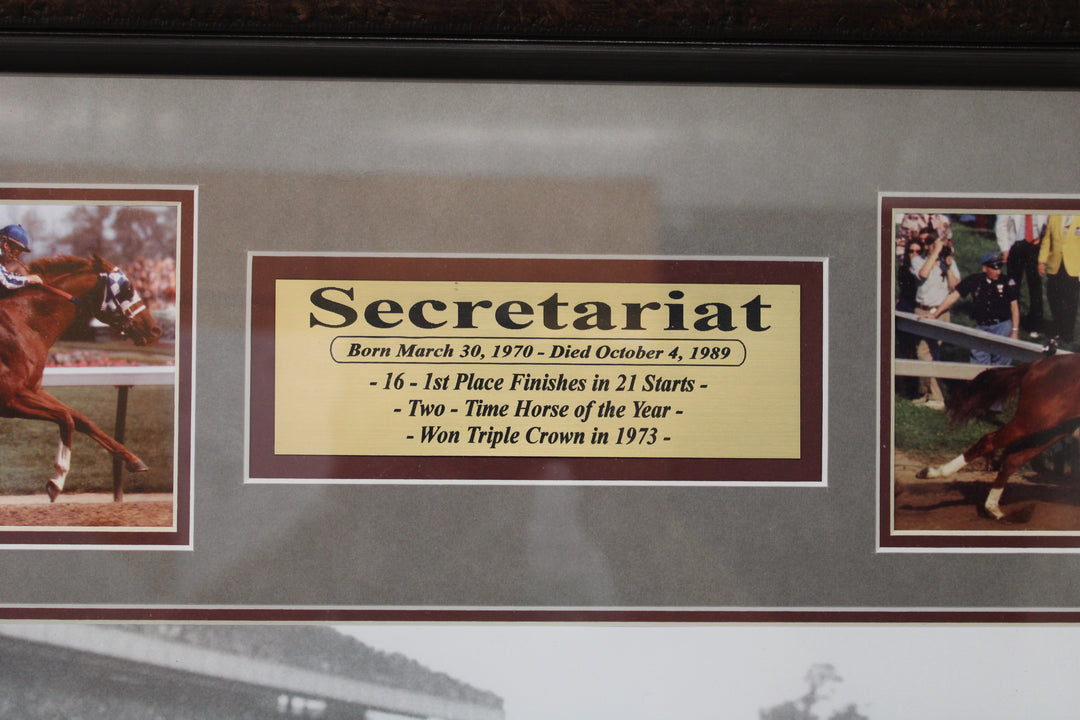 Secretariat
Born March 30, 1970 - Died October 4, 1989
- 16 - 1st Place Finishes in 21 Starts -
- Two - Time Horse of the Year -
- Won Triple Crown in 1973 -